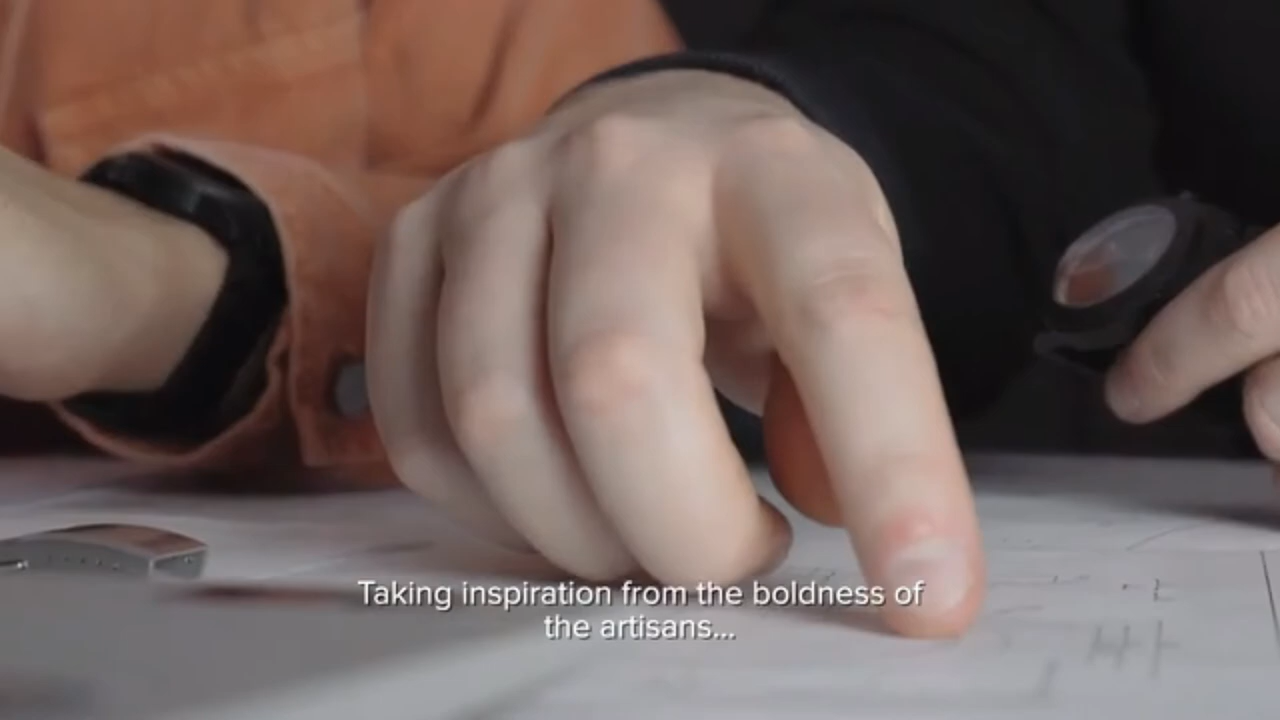 Taking inspiration from the boldness of
the artisans...